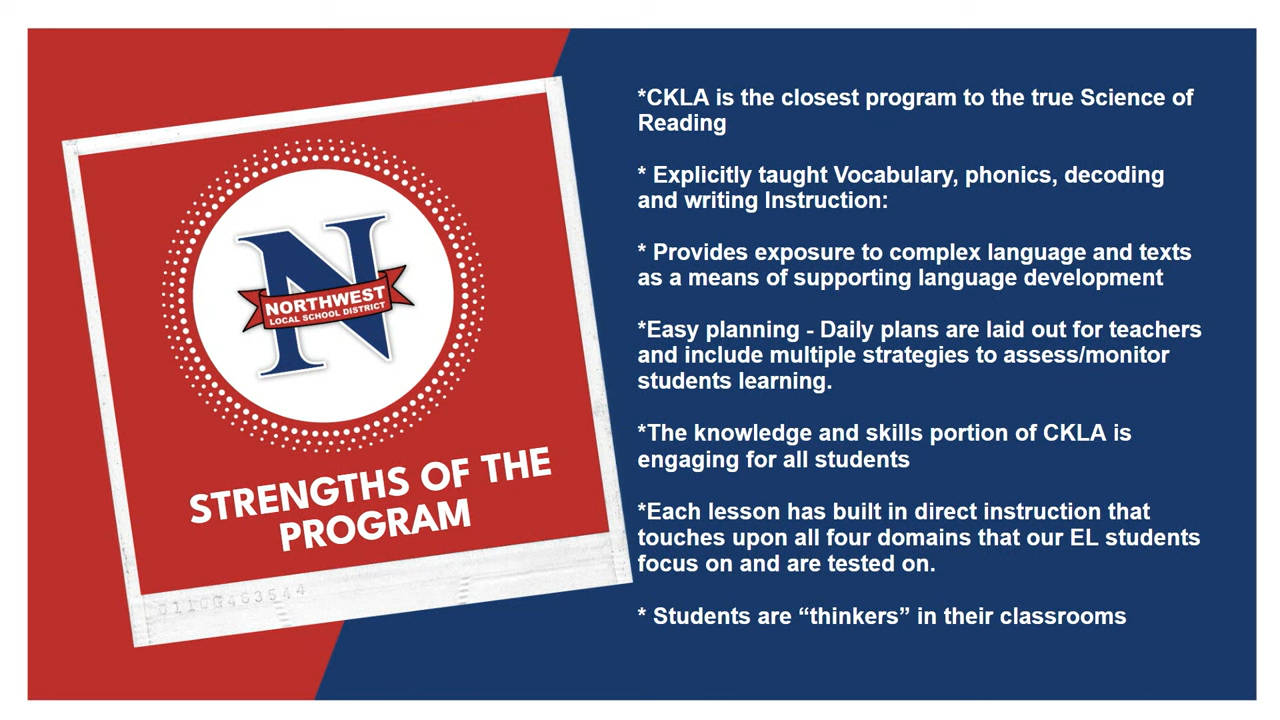 NORTHWEST
LOCAL SCHOOL DISTRICT
STRENGTHS OF THE
PROGRAM
0110G463544
*CKLA is the closest program to the true Science of
Reading
* Explicitly taught Vocabulary, phonics, decoding
and writing Instruction:
* Provides exposure to complex language and texts
as a means of supporting language development
*Easy planning - Daily plans are laid out for teachers
and include multiple strategies to assess/monitor
students learning.
*The knowledge and skills portion of CKLA is
engaging for all students
*Each lesson has built in direct instruction that
touches upon all four domains that our EL students
focus on and are tested on.
* Students are “thinkers” in their classrooms